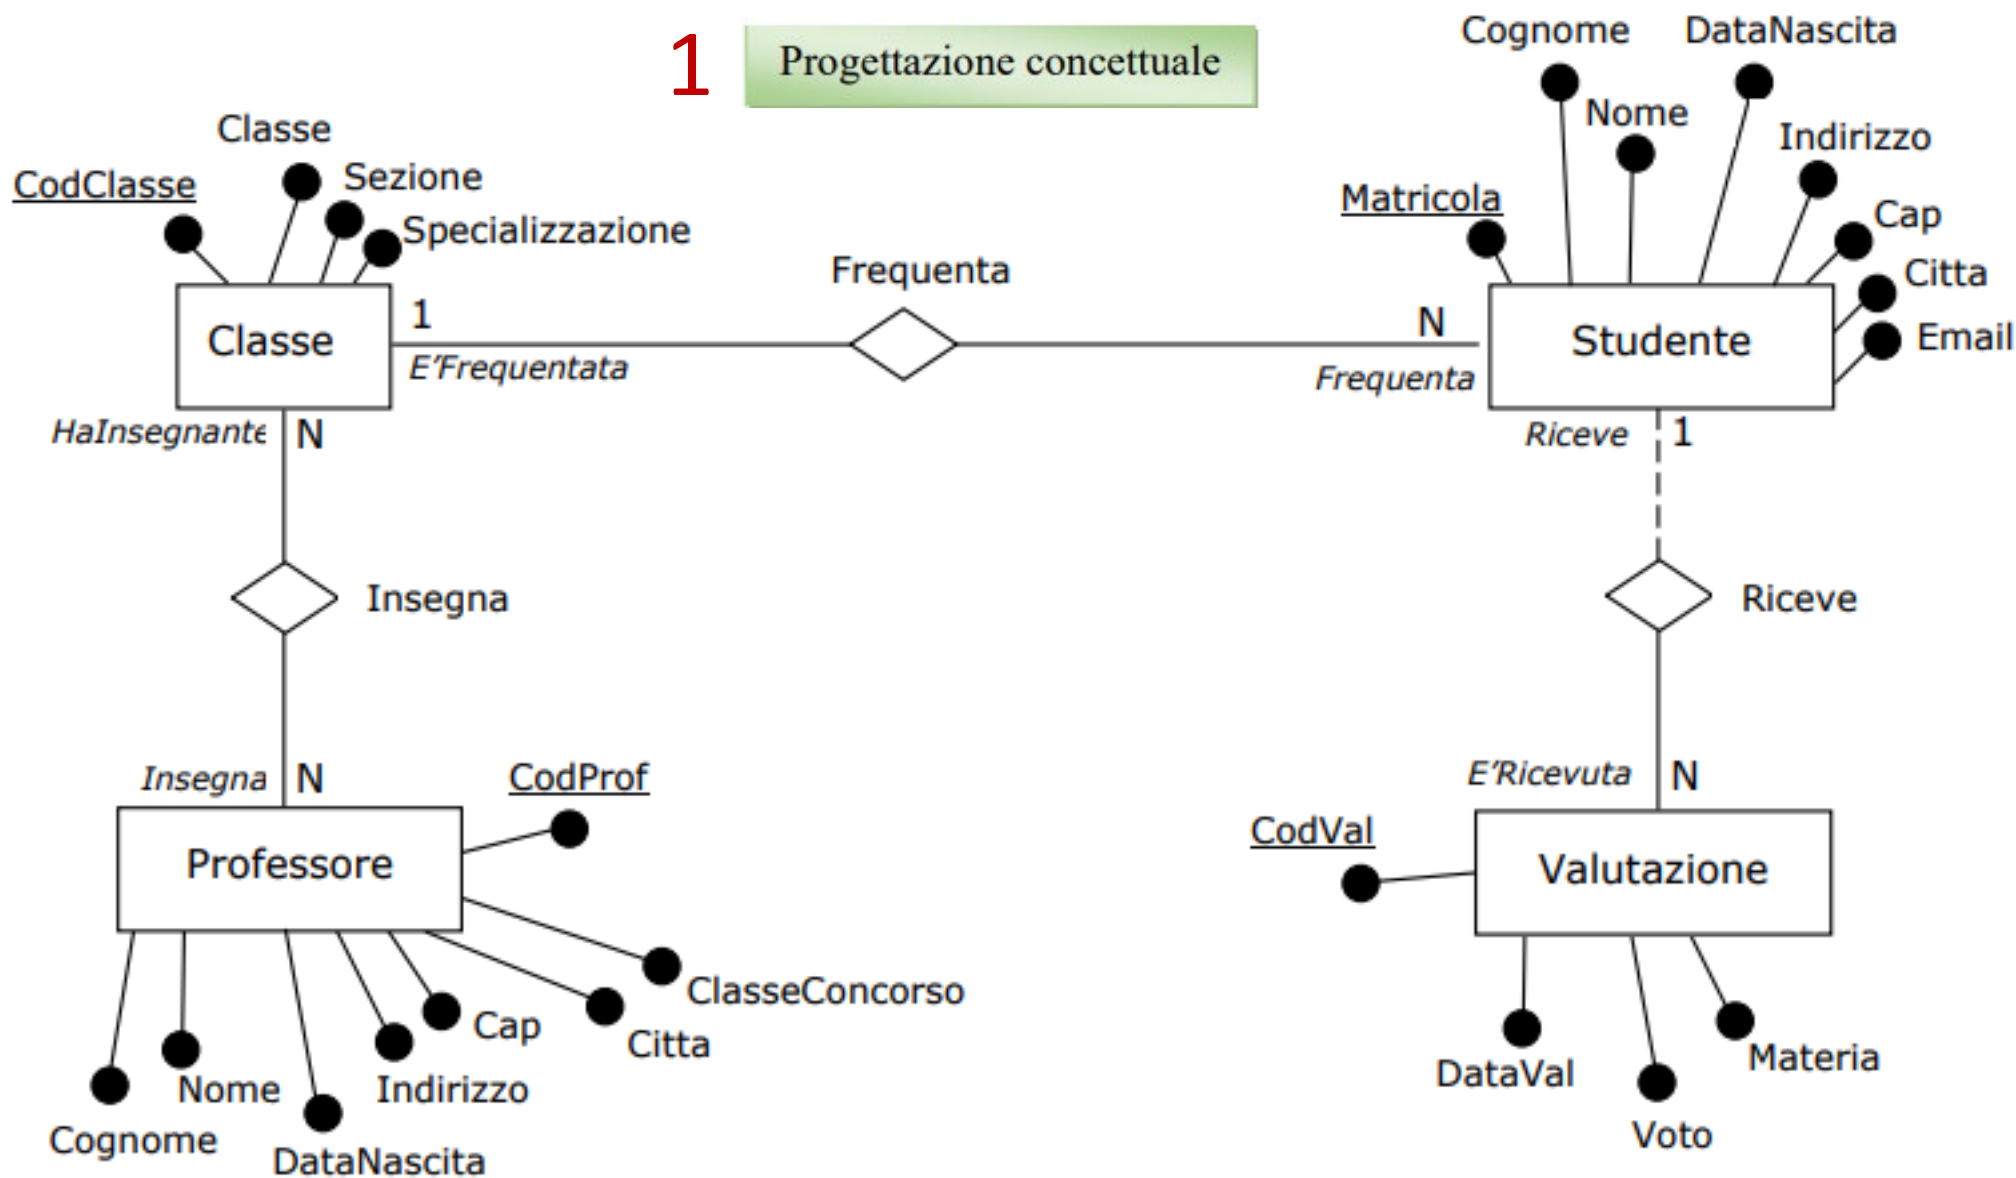 1 Progettazione concettuale
Cognome DataNascita
Nome
Indirizzo
Classe
CodClasse Sezione
Specializzazione
Matricola
Cap
Citta
Email
Frequenta
Classe 1 N Studente
E'Frequentata Frequenta
HaInsegnante N
Riceve 1
Insegna
Riceve
Insegna N
CodProf
E'Ricevuta N
CodVal
Professore
Valutazione
ClasseConcorso
Cap
Citta
Nome
Indirizzo
Cognome
DataNascita
DataVal
Materia
Voto